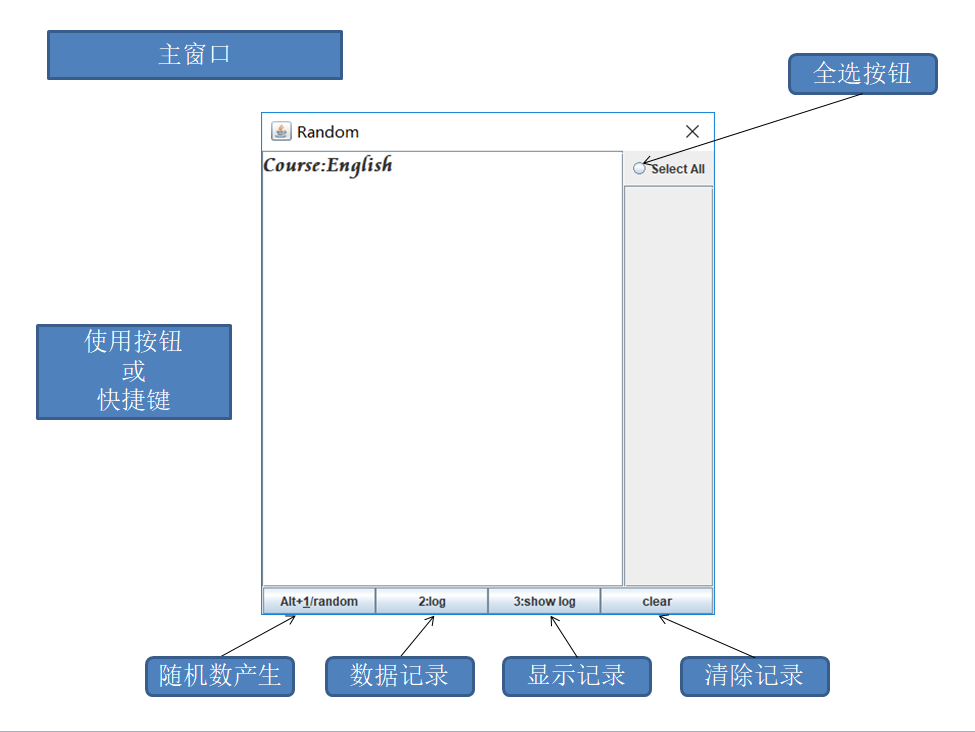 主窗口
全选按钮
Random
Course:English
Select All
使用按钮
或
快捷键
Alt+1/random
2:log
3:show log
clear
随机数产生
数据记录
显示记录
清除记录